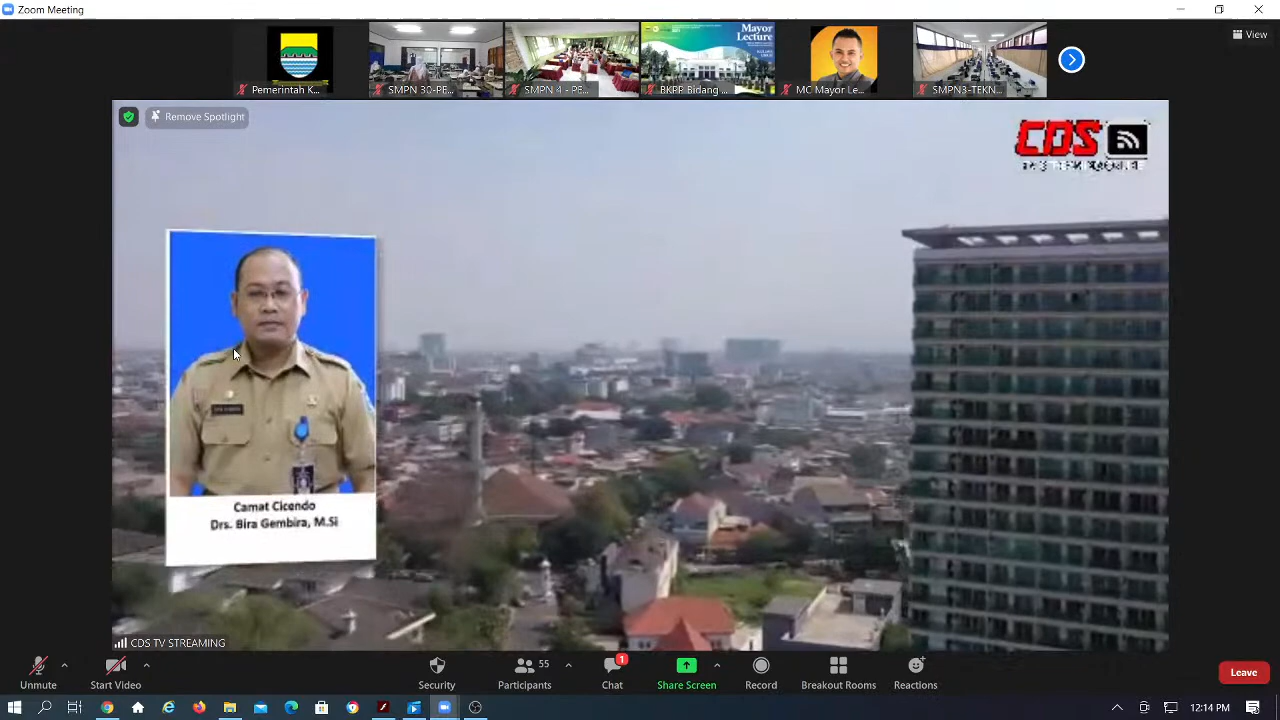 Zoom Meeting
View
Pemerintah K...
SMPN 30-PE...
SMPN 4 - PE...
BKPP Bidang ...
MC Mayor Le...
SMPN3-TEKN...
Mayor
Lecture
Remove Spotlight
CDS
Camat Cicendo
Drs. Bira Gembira, M.Si
CDS TV STREAMING
Unmute
Start Video
Security
Participants
55
Chat
1
Share Screen
Record
Breakout Rooms
Reactions
Leave
12:14 PM